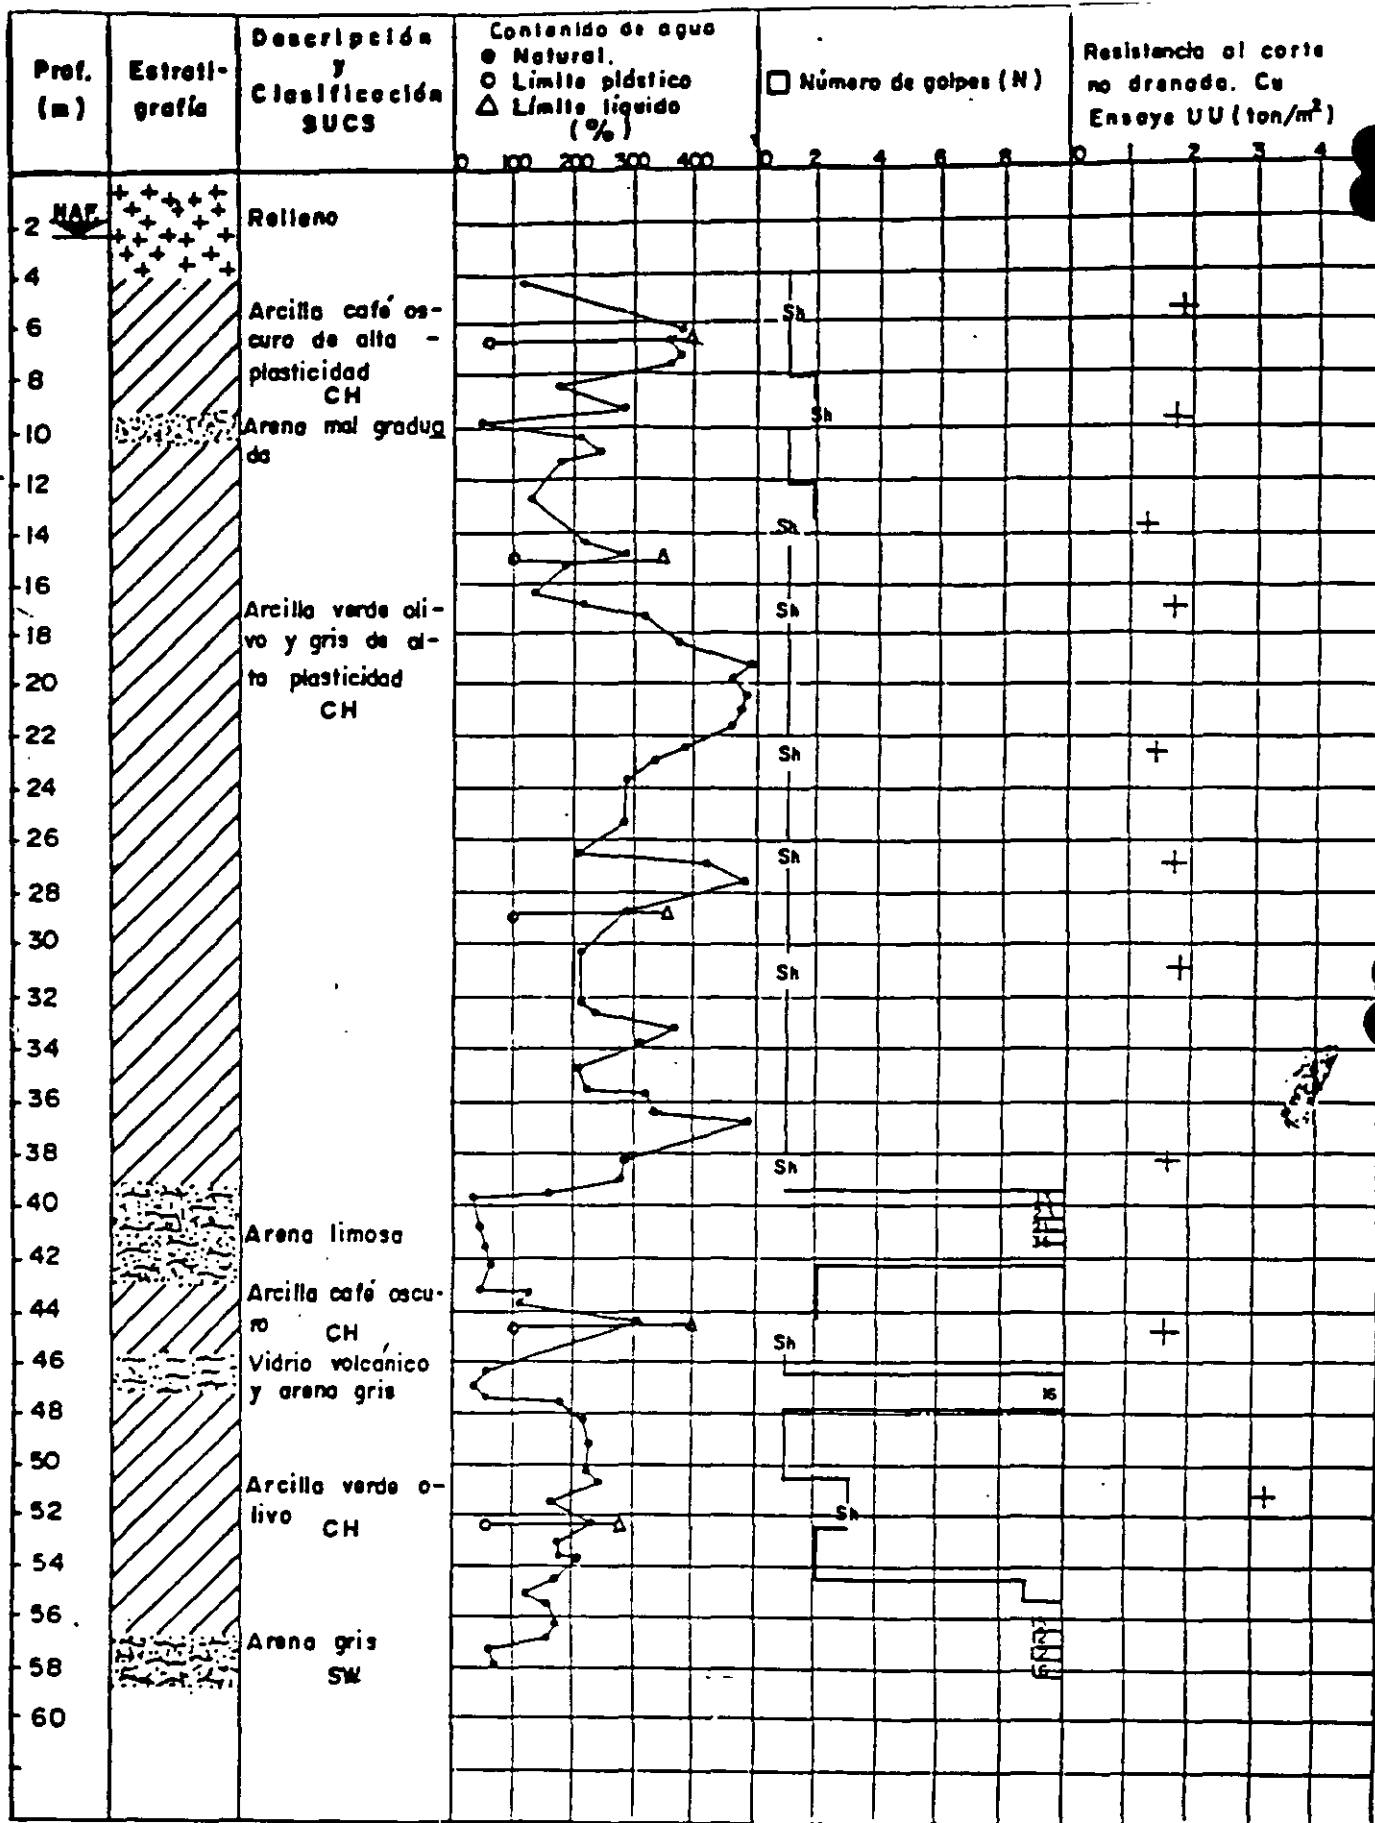 Prof.
(m)
Estrati-
grafía
Descripción
y
Clasificación
SUCS
Contenido de agua
● Natural.
○ Límite plástico
△ Límite líquido
(%)
□ Número de golpes (N)
Resistencia al corte
no drenada. Cu
Ensaye UU (ton/m²)
0 100 200 300 400
0 2 4 6 8
0 1 2 3 4
NAF
2
Relleno
4
Arcilla café os-
Sh
6
curo de alta -
plasticidad
8
CH
Sh
Arena mal gradua
10
da
12
Sh
14
16
Arcilla verde oli-
Sh
18
vo y gris de al-
ta plasticidad
20
CH
22
Sh
24
26
Sh
28
30
Sh
32
34
36
38
Sh
40
Arena limosa
42
Arcilla café oscu-
44
ro CH
Sh
46
Vidrio volcánico
y arena gris
16
48
50
Arcilla verde o-
52
livo CH
Sh
54
56
Arena gris
58
SW
60